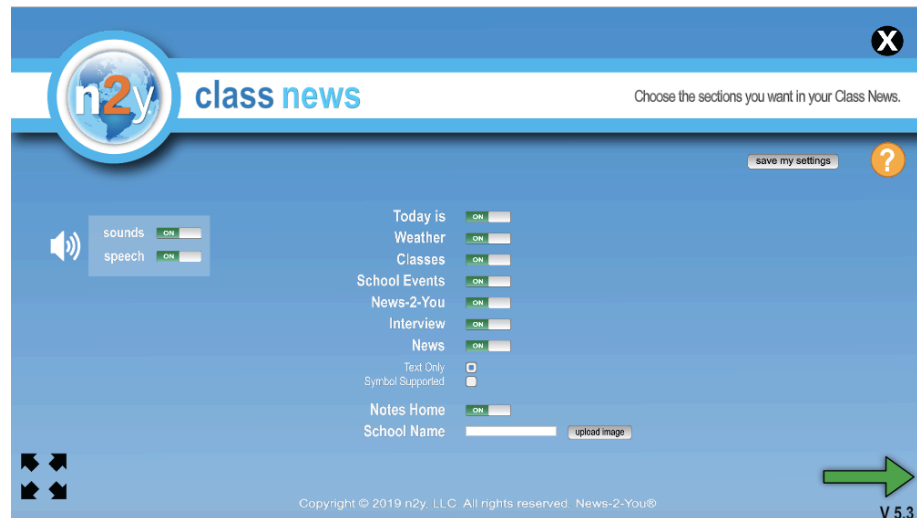 X
n2y
class news
Choose the sections you want in your Class News.
save my settings
?
sounds ON
speech ON
Today is ON
Weather ON
Classes ON
School Events ON
News-2-You ON
Interview ON
News ON
Text Only
Symbol Supported
Notes Home ON
School Name
upload image
Copyright © 2019 n2y, LLC. All rights reserved. News-2-You®
V 5.3